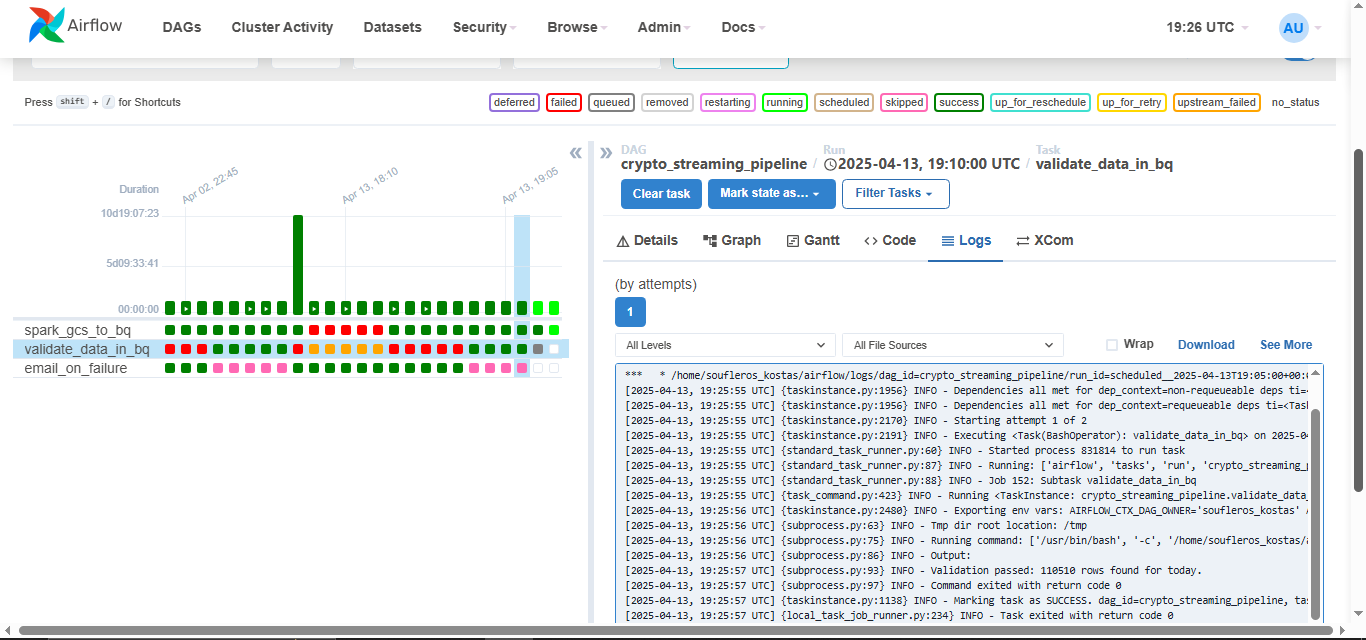 Airflow DAGs Cluster Activity Datasets Security Browse Admin Docs 19:26 UTC AU
Press shift + / for Shortcuts
deferred failed queued removed restarting running scheduled skipped success up_for_reschedule up_for_retry upstream_failed no_status
Duration
10d19:07:23
5d09:33:41
00:00:00
Apr 02, 22:45
Apr 13, 18:10
Apr 13, 19:05
spark_gcs_to_bq
validate_data_in_bq
email_on_failure
DAG Run Task
crypto_streaming_pipeline / 2025-04-13, 19:10:00 UTC / validate_data_in_bq
Clear task Mark state as... Filter Tasks
Details Graph Gantt Code Logs XCom
(by attempts)
1
All Levels All File Sources Wrap Download See More
*** * /home/soufleros_kostas/airflow/logs/dag_id=crypto_streaming_pipeline/run_id=scheduled__2025-04-13T19:05:00+00:
[2025-04-13, 19:25:55 UTC] {taskinstance.py:1956} INFO - Dependencies all met for dep_context=non-requeueable deps ti=<
[2025-04-13, 19:25:55 UTC] {taskinstance.py:1956} INFO - Dependencies all met for dep_context=requeueable deps ti=<Task
[2025-04-13, 19:25:55 UTC] {taskinstance.py:2170} INFO - Starting attempt 1 of 2
[2025-04-13, 19:25:55 UTC] {taskinstance.py:2191} INFO - Executing <Task(BashOperator): validate_data_in_bq> on 2025-04
[2025-04-13, 19:25:55 UTC] {standard_task_runner.py:60} INFO - Started process 831814 to run task
[2025-04-13, 19:25:55 UTC] {standard_task_runner.py:87} INFO - Running: ['airflow', 'tasks', 'run', 'crypto_streaming_
[2025-04-13, 19:25:55 UTC] {standard_task_runner.py:88} INFO - Job 152: Subtask validate_data_in_bq
[2025-04-13, 19:25:55 UTC] {task_command.py:423} INFO - Running <TaskInstance: crypto_streaming_pipeline.validate_data_
[2025-04-13, 19:25:56 UTC] {taskinstance.py:2480} INFO - Exporting env vars: AIRFLOW_CTX_DAG_OWNER='soufleros_kostas'
[2025-04-13, 19:25:56 UTC] {subprocess.py:63} INFO - Tmp dir root location: /tmp
[2025-04-13, 19:25:56 UTC] {subprocess.py:75} INFO - Running command: ['/usr/bin/bash', '-c', '/home/soufleros_kostas/
[2025-04-13, 19:25:56 UTC] {subprocess.py:86} INFO - Output:
[2025-04-13, 19:25:57 UTC] {subprocess.py:93} INFO - Validation passed: 110510 rows found for today.
[2025-04-13, 19:25:57 UTC] {subprocess.py:97} INFO - Command exited with return code 0
[2025-04-13, 19:25:57 UTC] {taskinstance.py:1138} INFO - Marking task as SUCCESS. dag_id=crypto_streaming_pipeline, ta
[2025-04-13, 19:25:57 UTC] {local_task_job_runner.py:234} INFO - Task exited with return code 0